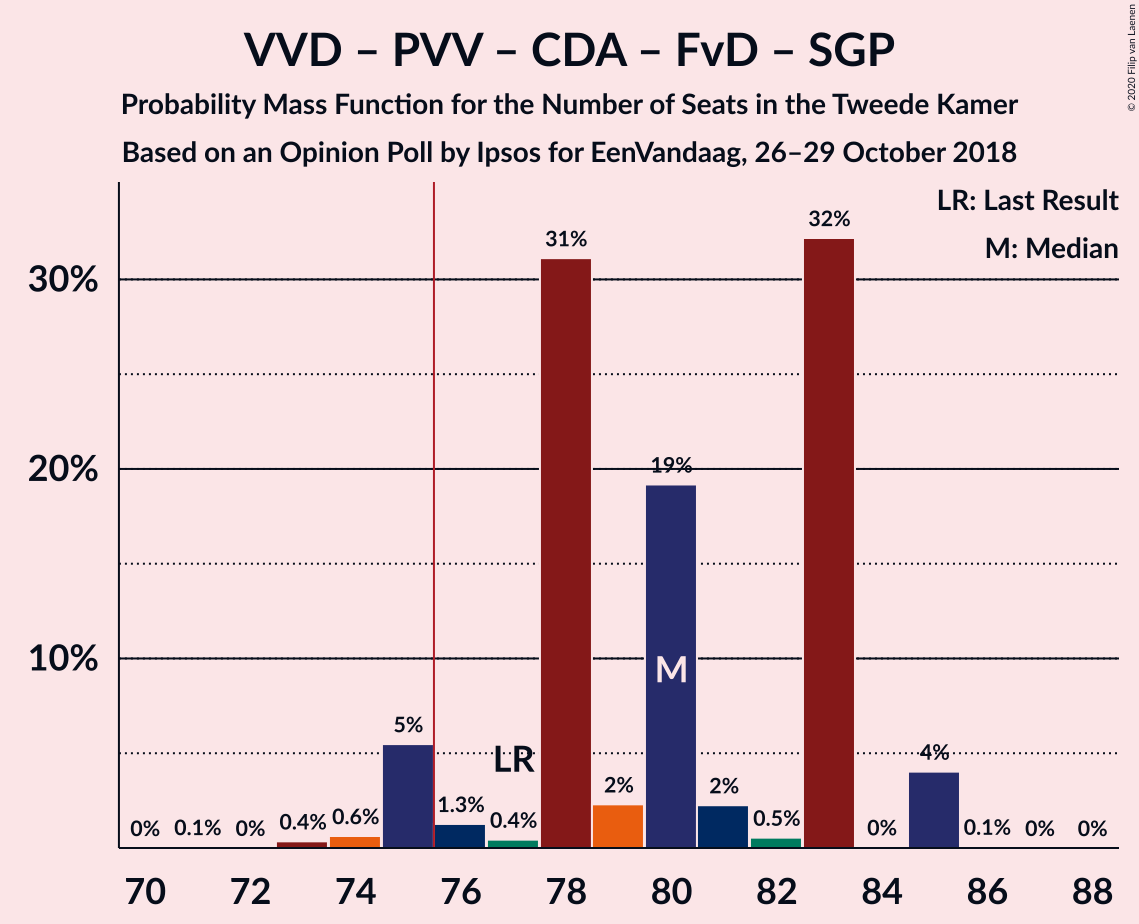 VVD – PVV – CDA – FvD – SGP
Probability Mass Function for the Number of Seats in the Tweede Kamer
Based on an Opinion Poll by Ipsos for EenVandaag, 26–29 October 2018
© 2020 Filip van Laenen
LR: Last Result
M: Median
32%
31%
30%
20%
19%
10%
M
5%
LR
4%
2%
2%
1.3%
0.6%
0.4%
0.4%
0.5%
0%
0.1%
0%
0%
0.1%
0%
0%
70 72 74 76 78 80 82 84 86 88